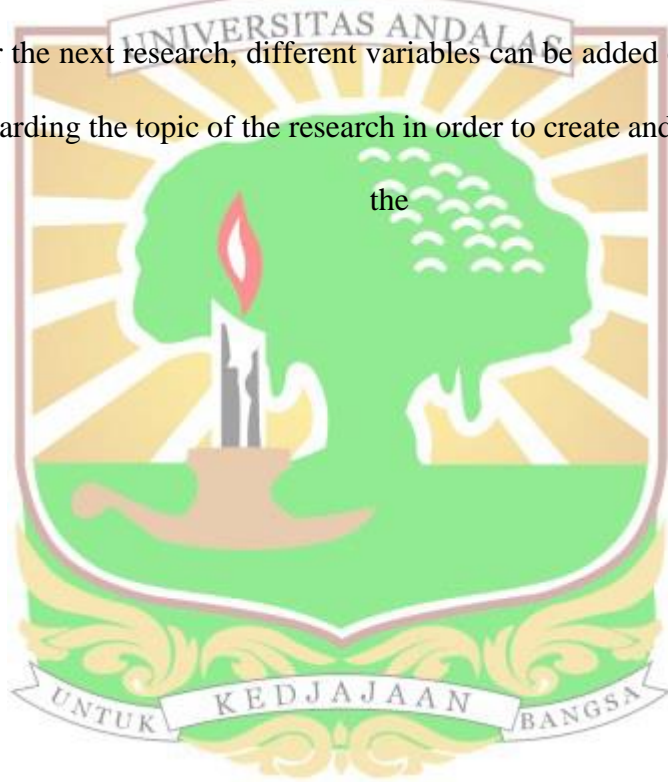 UNIVERSITAS ANDALAS
the next research, different variables can be added
arding the topic of the research in order to create and
the
UNTUK KEDJAJAAN BANGSA